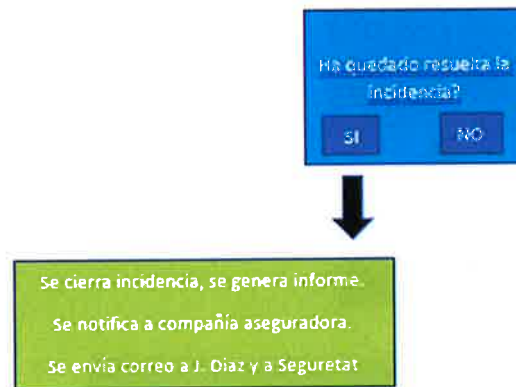 Ha quedado resuelta la
incidencia?
SI NO
Se cierra incidencia, se genera informe.
Se notifica a compañía aseguradora.
Se envía correo a J. Diaz y a Seguretat